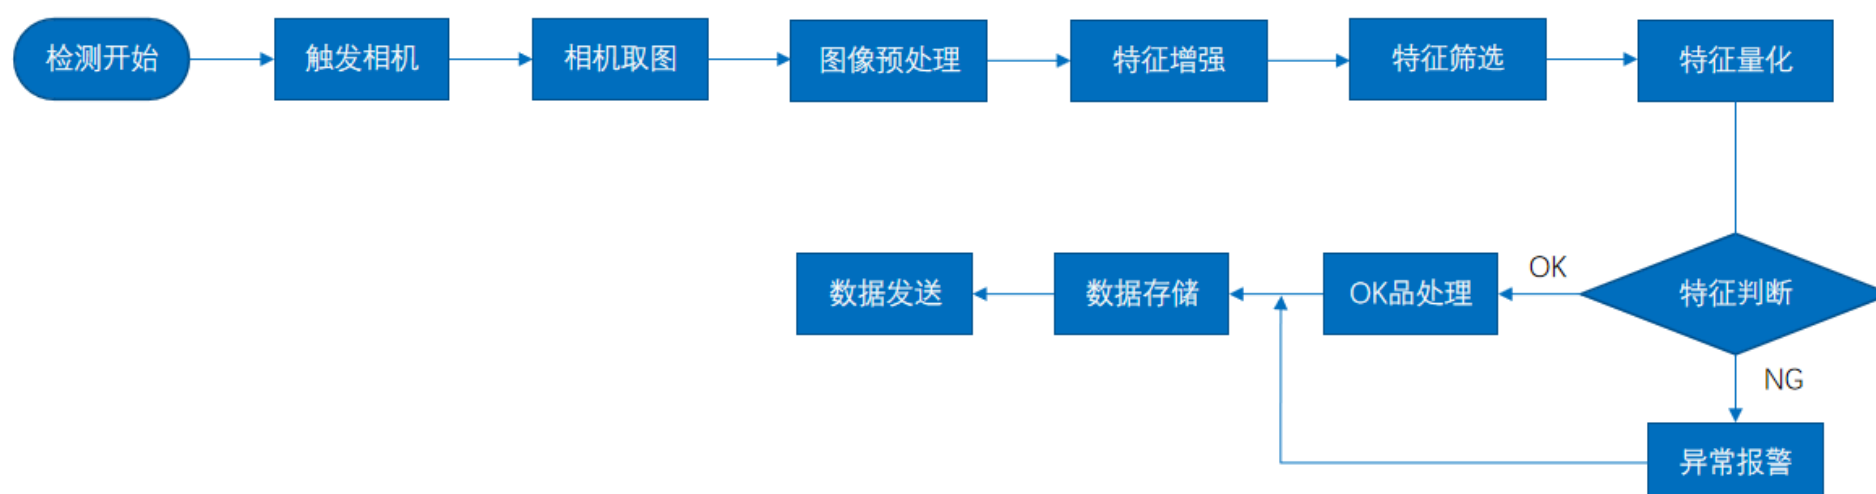 检测开始
触发相机
相机取图
图像预处理
特征增强
特征筛选
特征量化
数据发送
数据存储
OK品处理
OK
特征判断
NG
异常报警